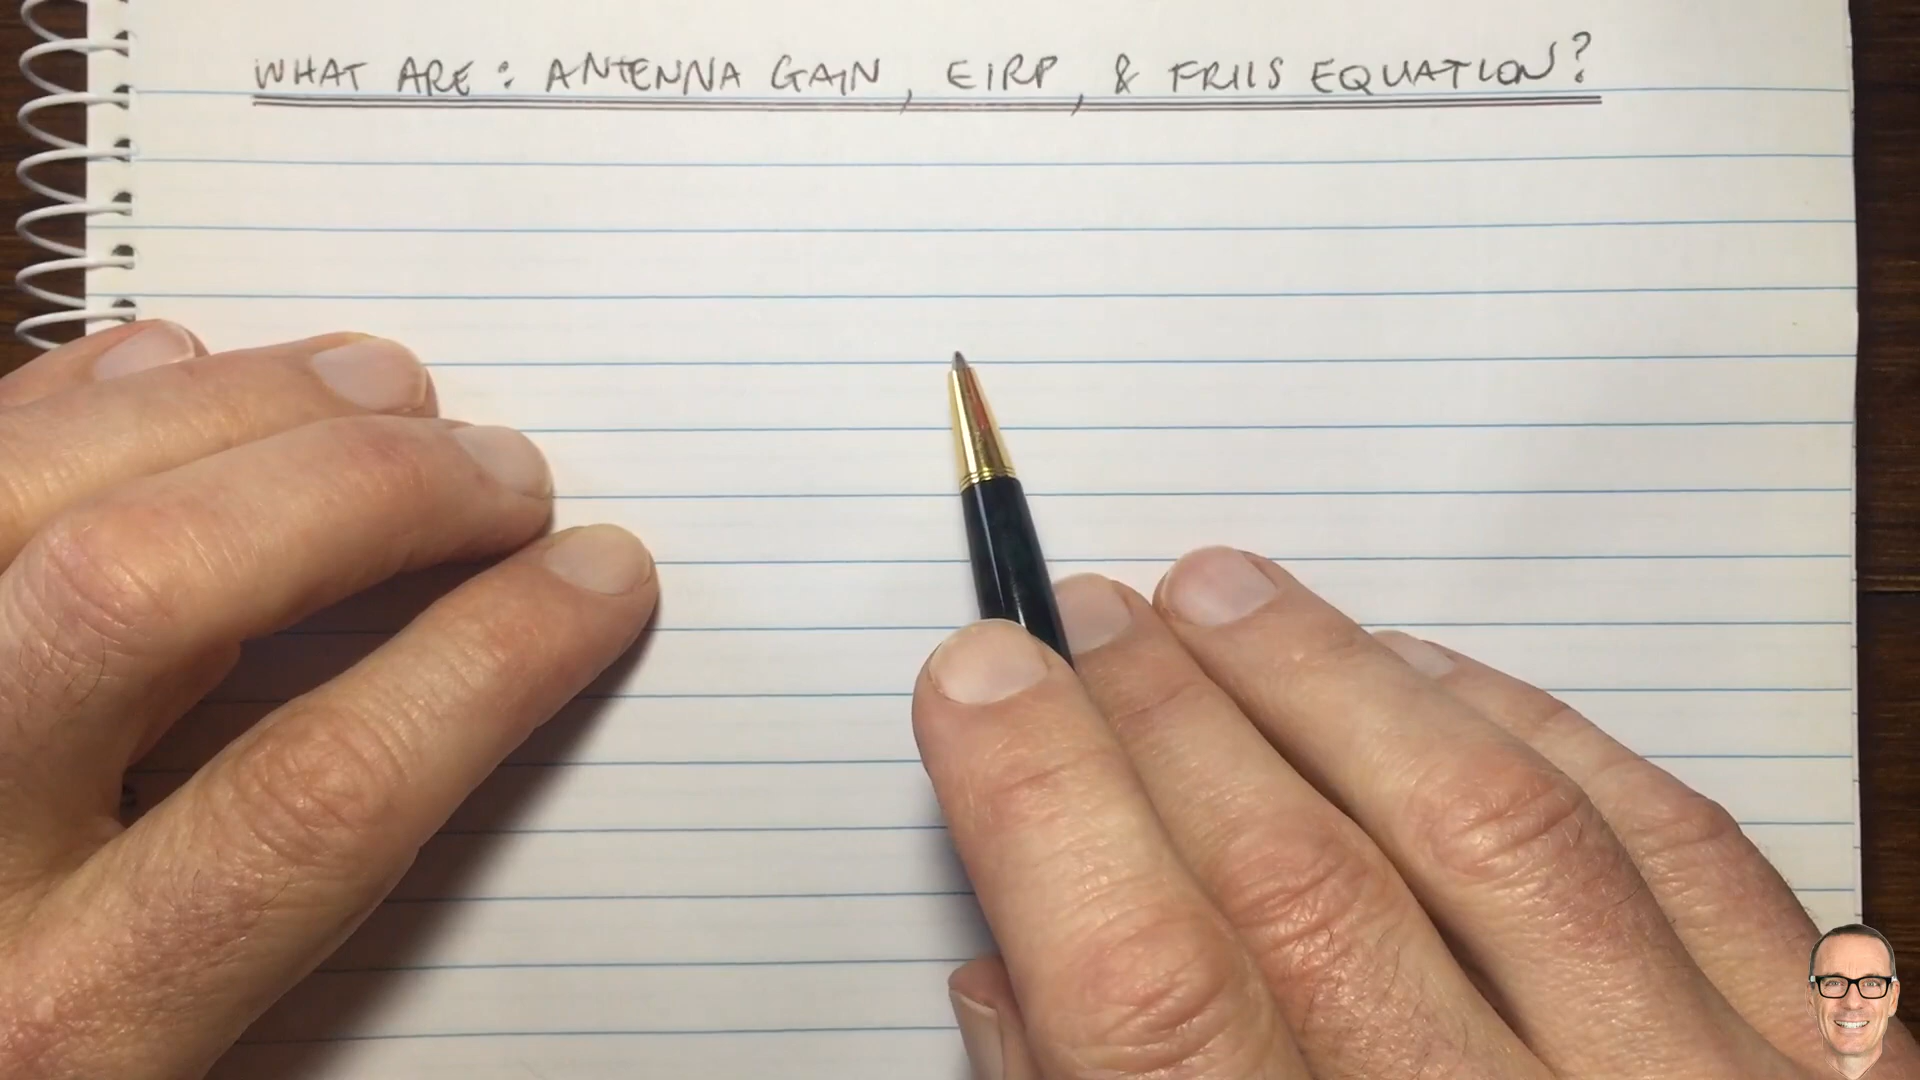 WHAT ARE: ANTENNA GAIN, EIRP, & FRIIS EQUATION?